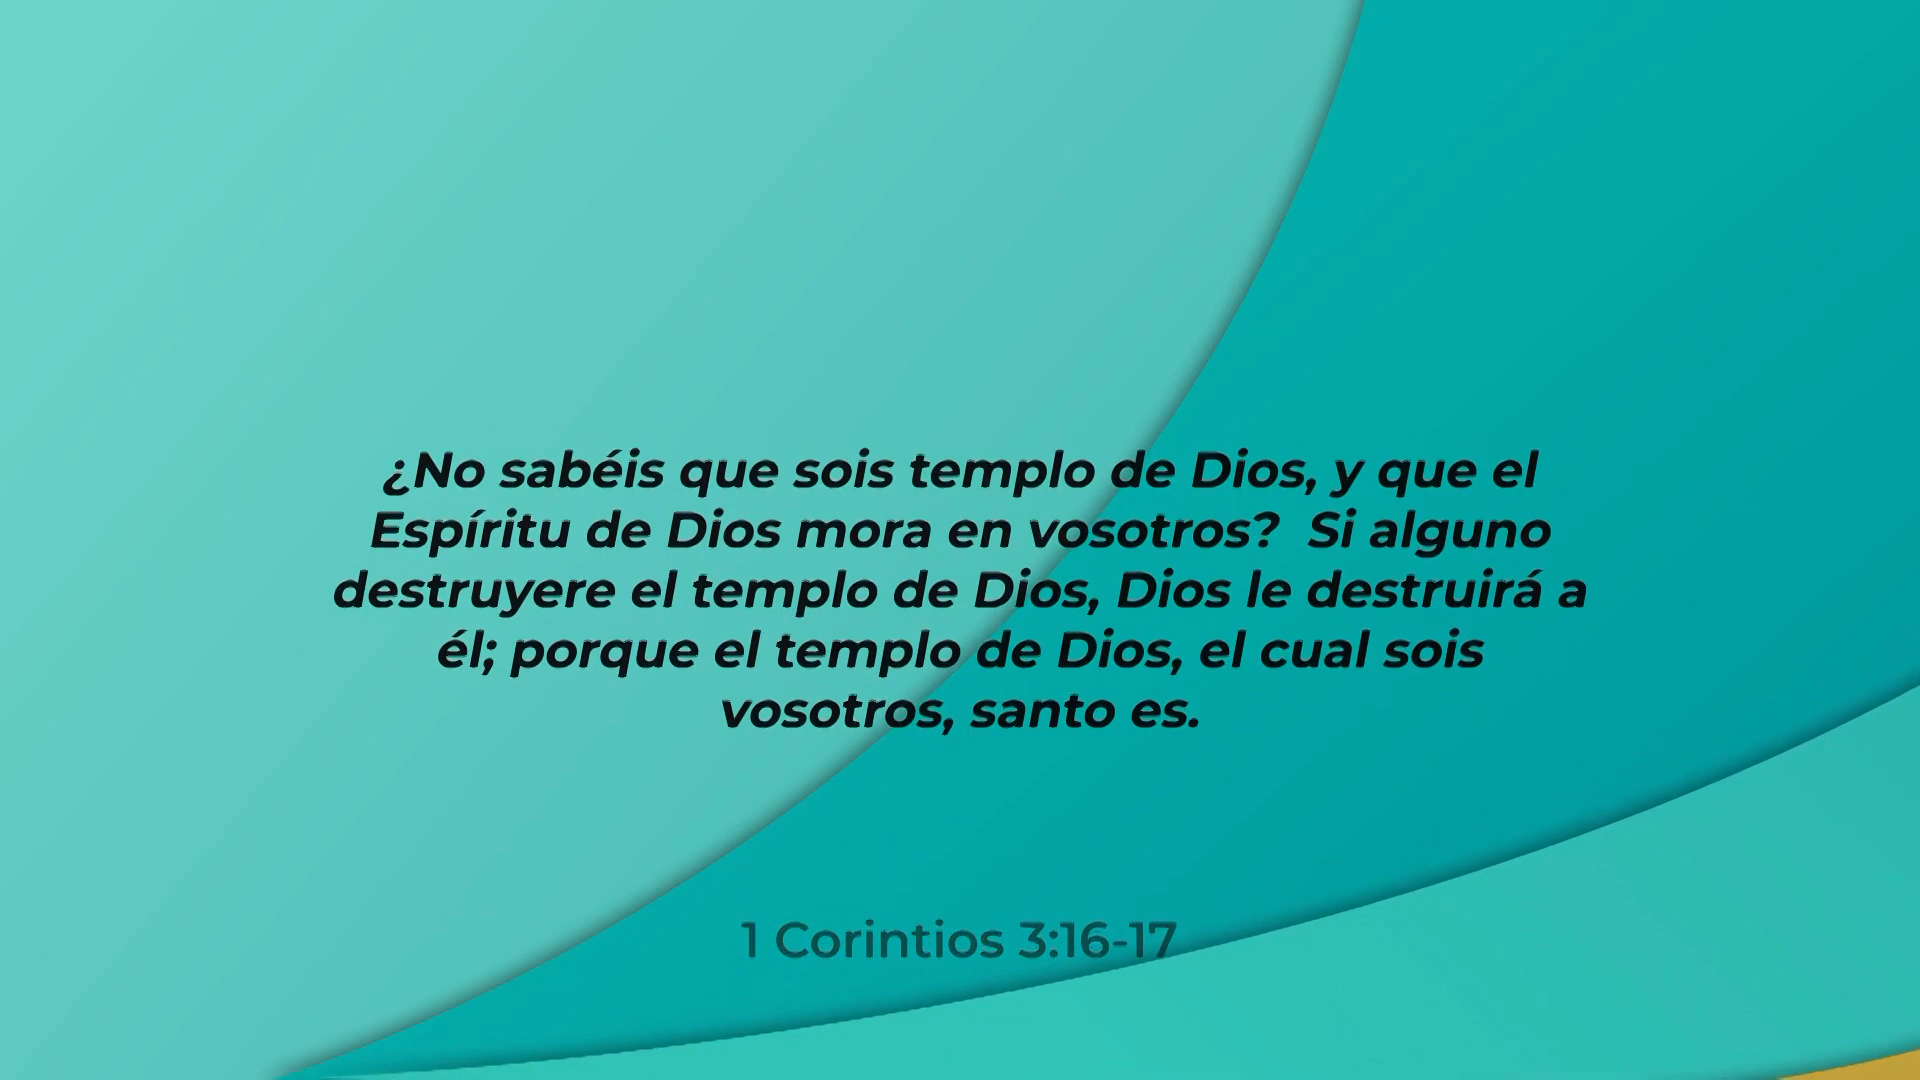 ¿No sabéis que sois templo de Dios, y que el
Espíritu de Dios mora en vosotros?  Si alguno
destruyere el templo de Dios, Dios le destruirá a
él; porque el templo de Dios, el cual sois
vosotros, santo es.
1 Corintios 3:16-17